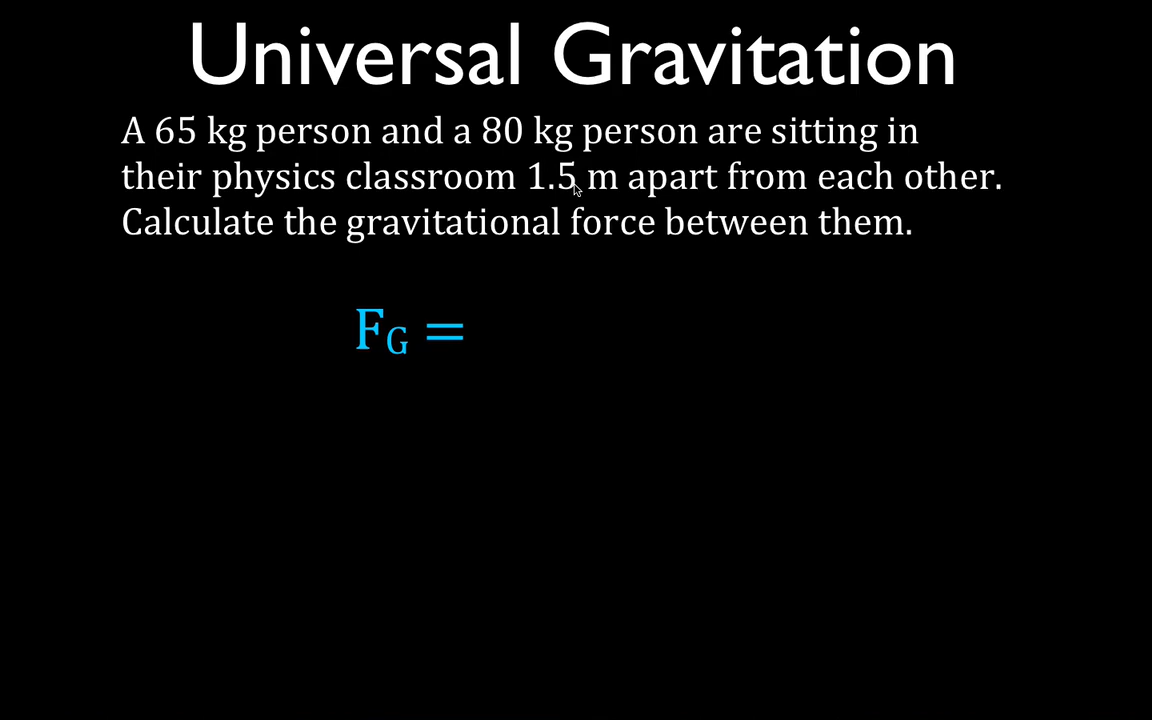 Universal Gravitation
A 65 kg person and a 80 kg person are sitting in
their physics classroom 1.5 m apart from each other.
Calculate the gravitational force between them.
F_G =